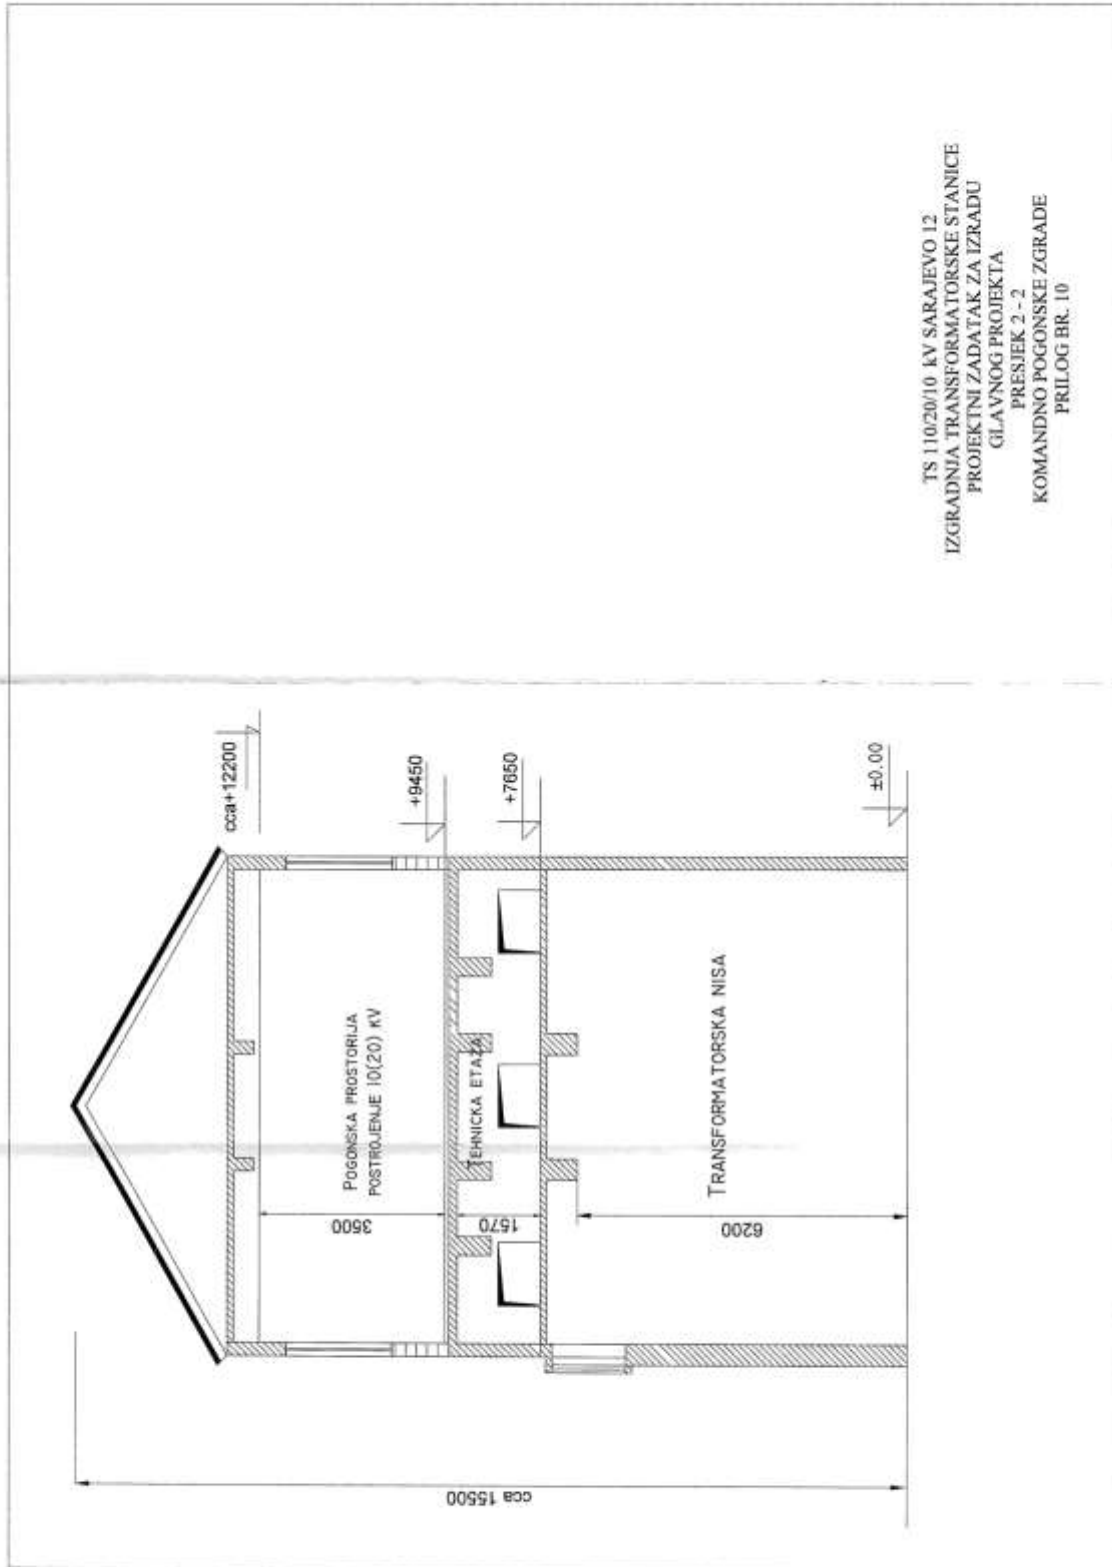 cca+12200
+9450
+7650
±0.00
POGONSKA PROSTORIJA
POSTROJENJE 10(20) KV
3500
TEHNICKA ETAZA
1570
TRANSFORMATORSKA NISA
6200
cca 15500
TS 110/20/10 kV SARAJEVO 12
IZGRADNJA TRANSFORMATORSKE STANICE
PROJEKTNI ZADATAK ZA IZRADU
GLAVNOG PROJEKTA
PRESJEK 2 - 2
KOMANDNO POGONSKE ZGRADE
PRILOG BR. 10